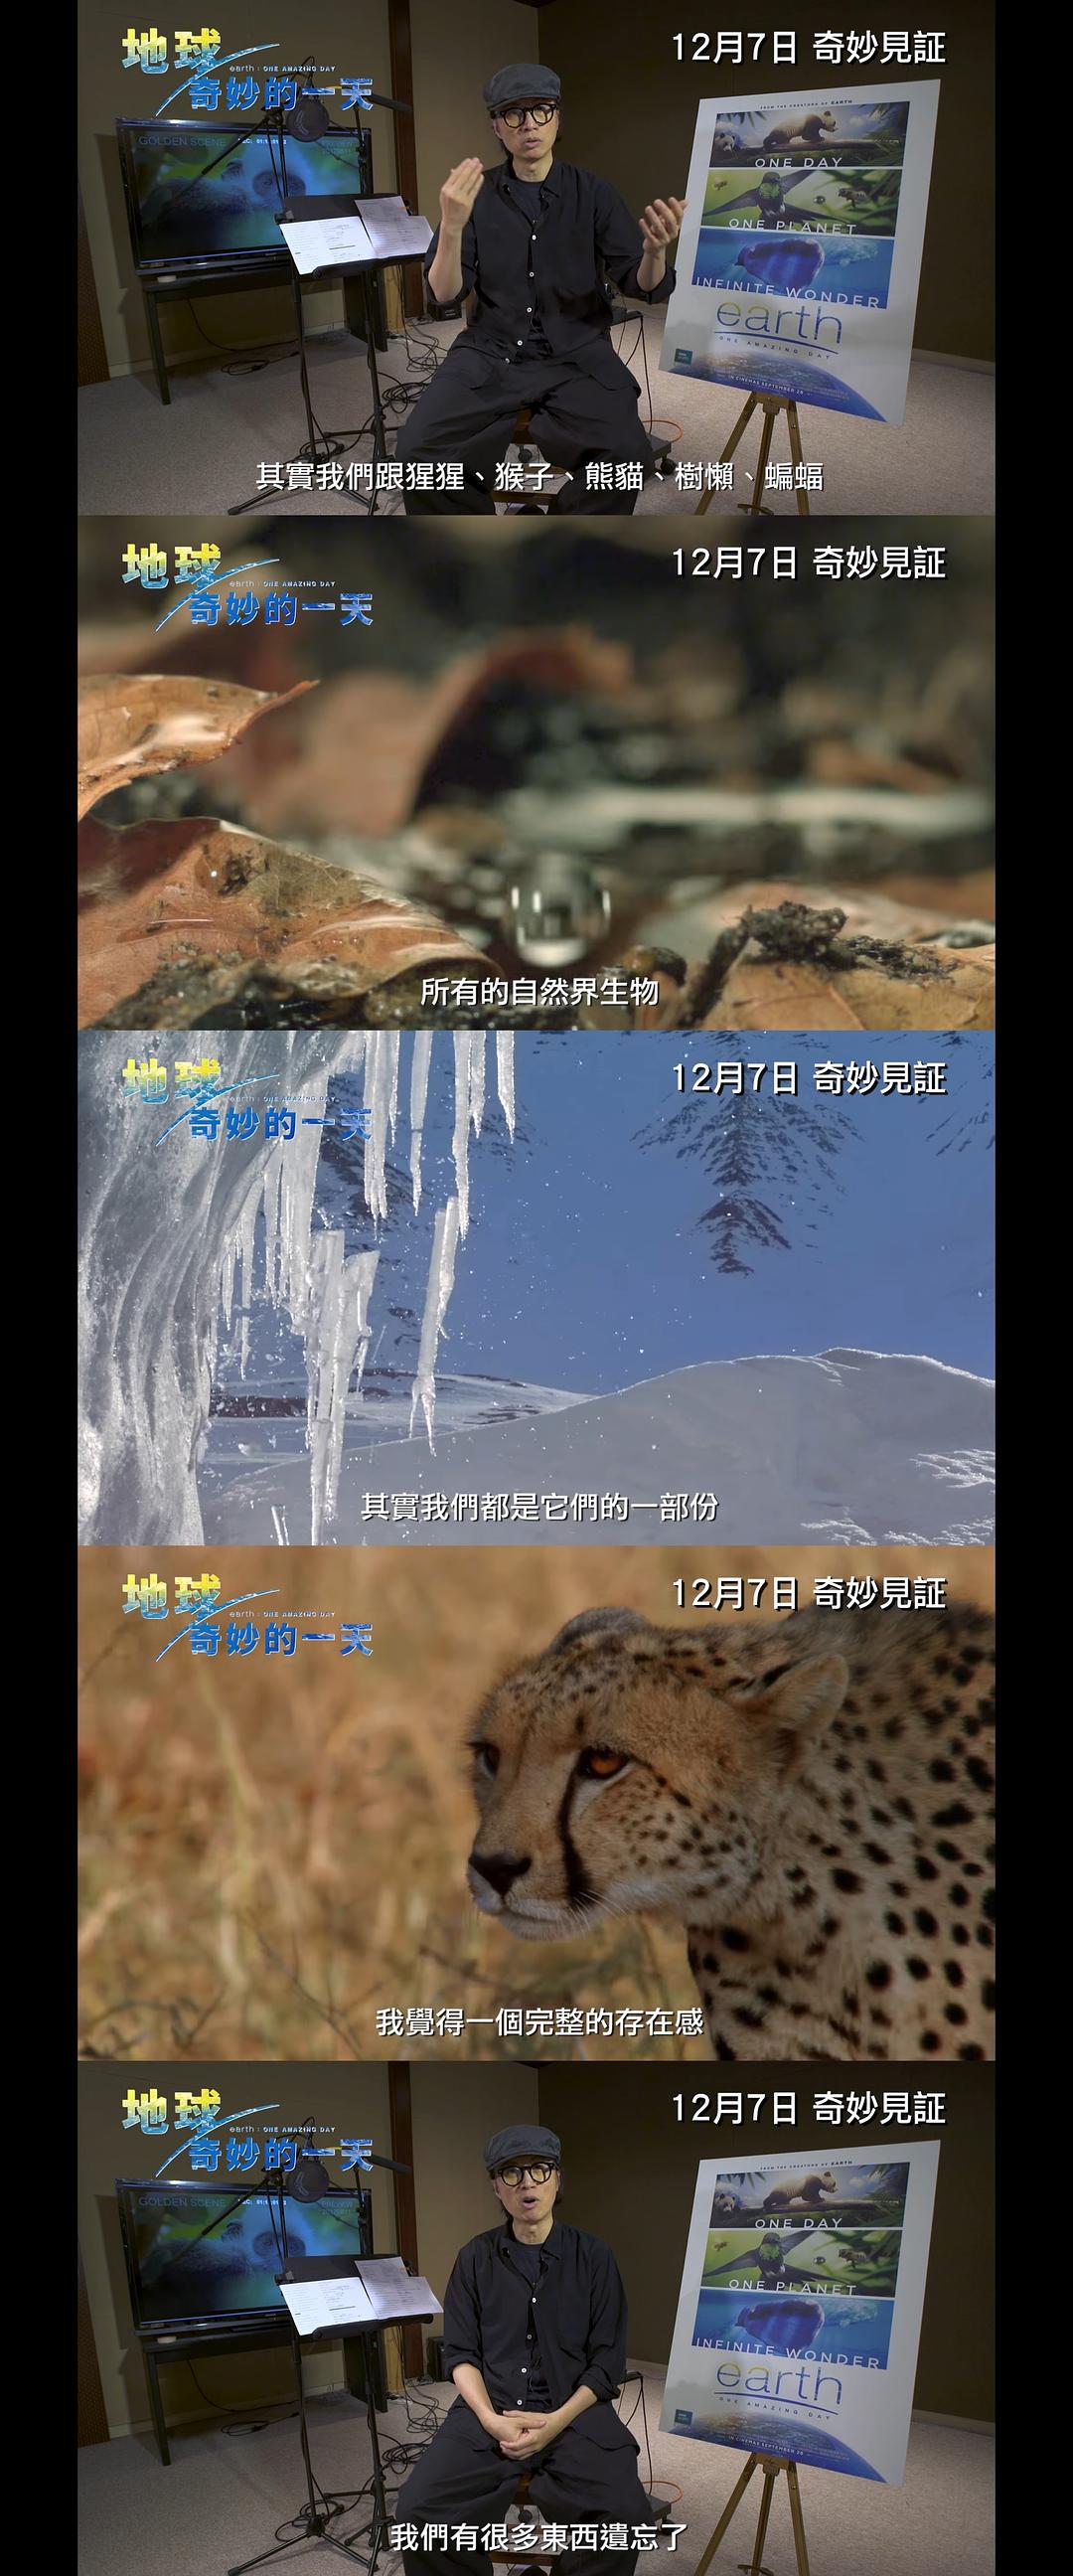 地球
earth : ONE AMAZING DAY
奇妙的一天
12月7日 奇妙見証
GOLDEN SCENE
FROM THE CREATORS OF EARTH
ONE DAY
ONE PLANET
INFINITE WONDER
earth
ONE AMAZING DAY
IN CINEMAS SEPTEMBER
其實我們跟猩猩、猴子、熊貓、樹懶、蝙蝠
地球
earth : ONE AMAZING DAY
奇妙的一天
12月7日 奇妙見証
所有的自然界生物
地球
earth : ONE AMAZING DAY
奇妙的一天
12月7日 奇妙見証
其實我們都是它們的一部份
地球
earth : ONE AMAZING DAY
奇妙的一天
12月7日 奇妙見証
我覺得一個完整的存在感
地球
earth : ONE AMAZING DAY
奇妙的一天
12月7日 奇妙見証
GOLDEN SCENE
FROM THE CREATORS OF EARTH
ONE DAY
ONE PLANET
INFINITE WONDER
earth
ONE AMAZING DAY
IN CINEMAS SEPTEMBER
我們有很多東西遺忘了